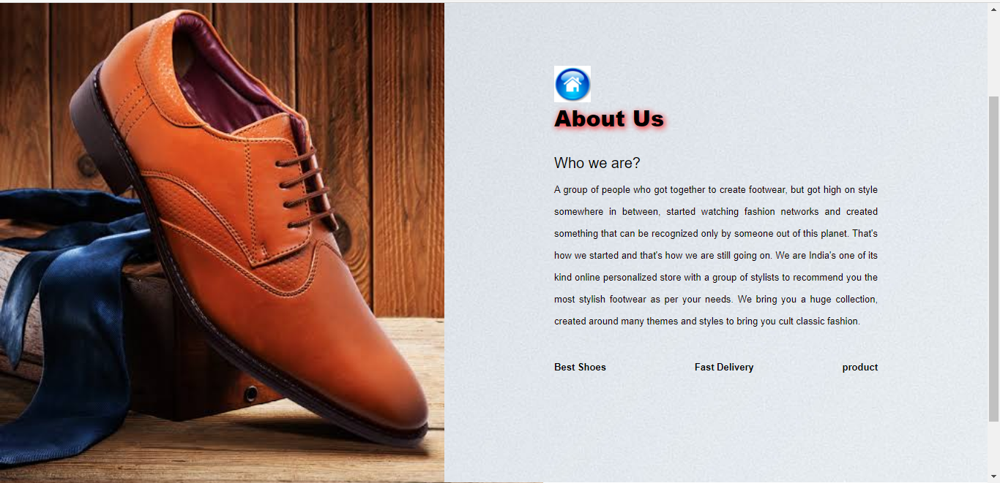 About Us
Who we are?
A group of people who got together to create footwear, but got high on style
somewhere in between, started watching fashion networks and created
something that can be recognized only by someone out of this planet. That's
how we started and that's how we are still going on. We are India's one of its
kind online personalized store with a group of stylists to recommend you the
most stylish footwear as per your needs. We bring you a huge collection,
created around many themes and styles to bring you cult classic fashion.
Best Shoes Fast Delivery product